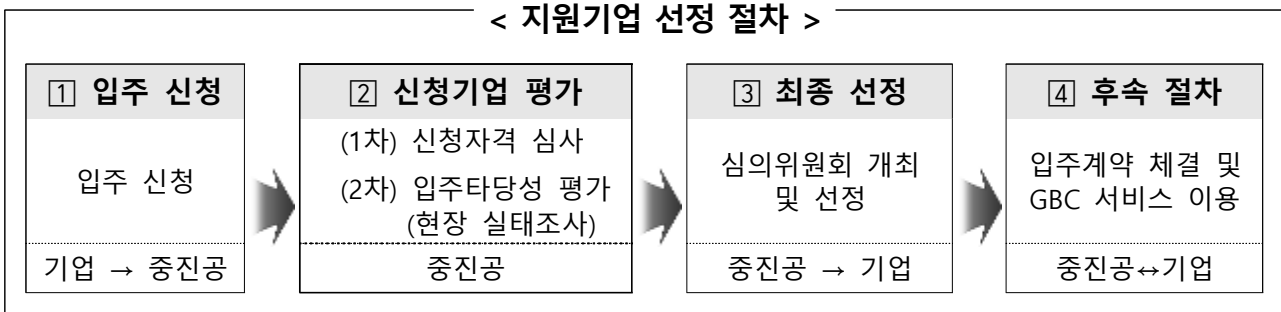 < 지원기업 선정 절차 >
1 입주 신청
입주 신청
기업 → 중진공
2 신청기업 평가
(1차) 신청자격 심사
(2차) 입주타당성 평가
(현장 실태조사)
중진공
3 최종 선정
심의위원회 개최
및 선정
중진공 → 기업
4 후속 절차
입주계약 체결 및
GBC 서비스 이용
중진공↔기업